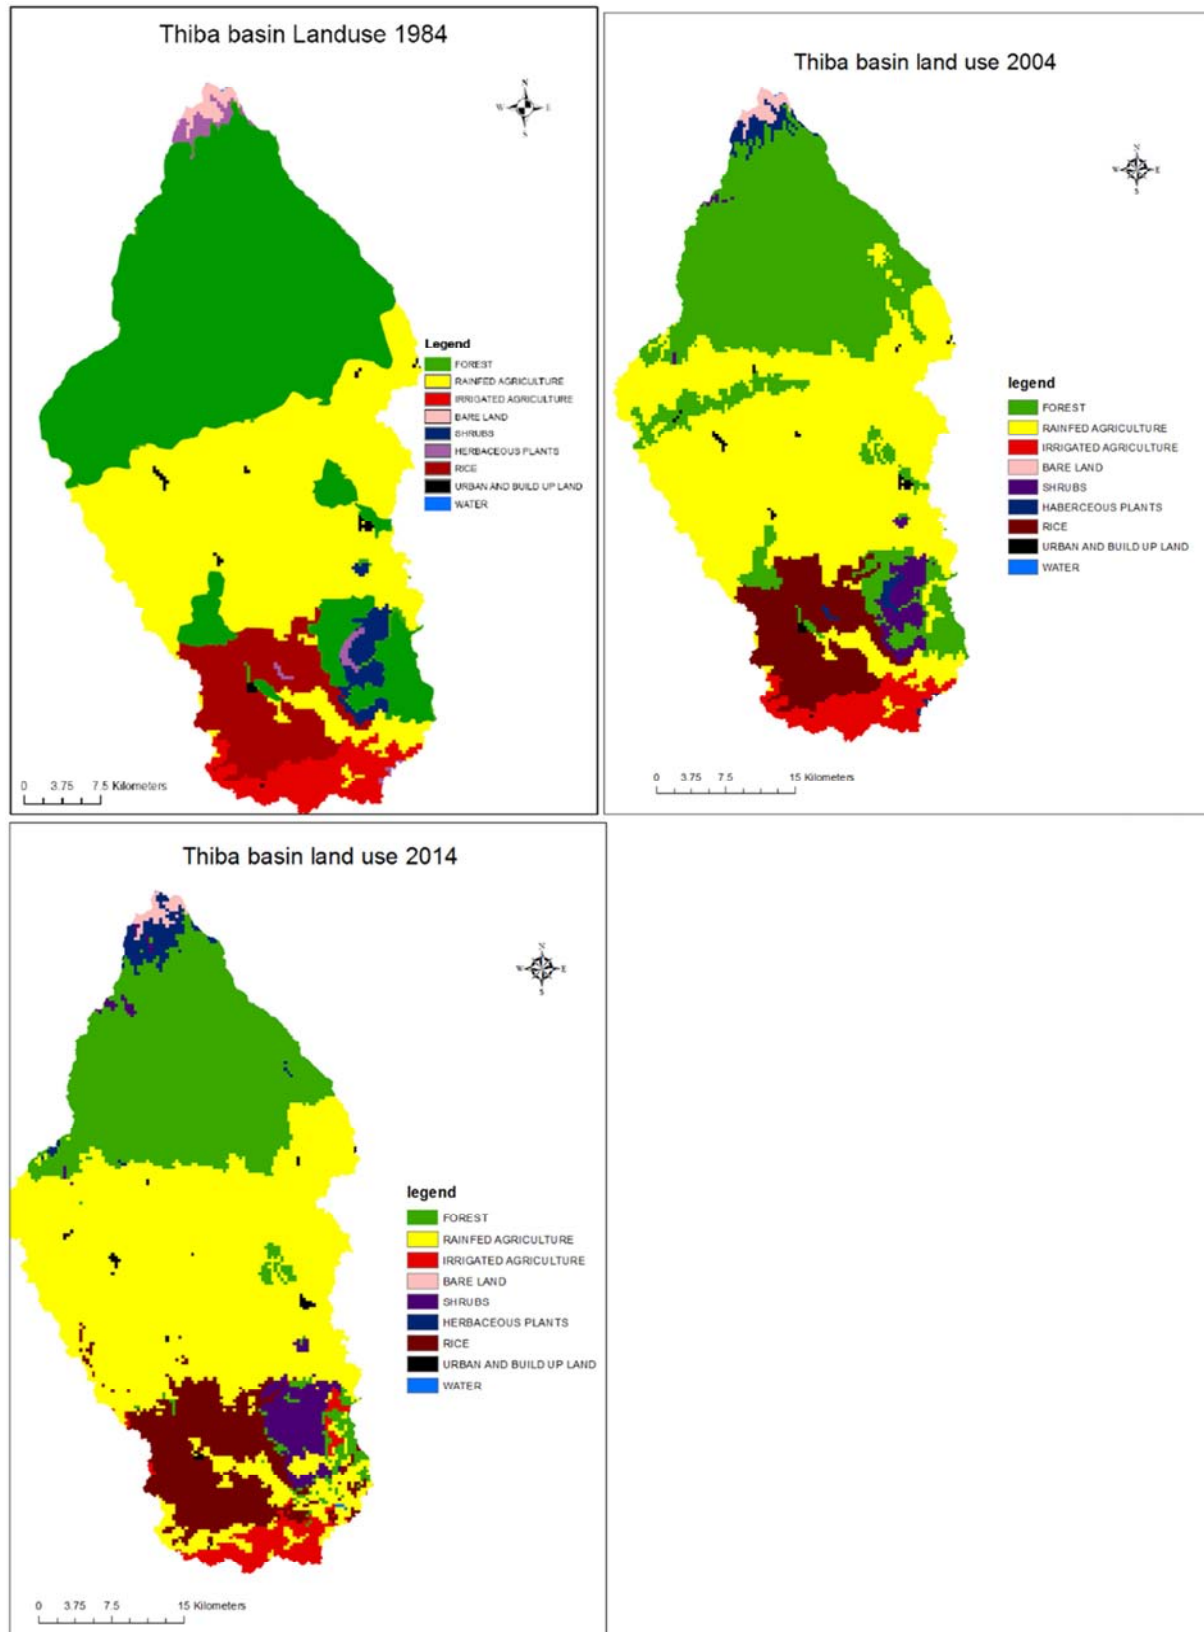 Thiba basin Landuse 1984
N
W E
S
Legend
FOREST
RAINFED AGRICULTURE
IRRIGATED AGRICULTURE
BARE LAND
SHRUBS
HERBACEOUS PLANTS
RICE
URBAN AND BUILD UP LAND
WATER
0 3.75 7.5 Kilometers
Thiba basin land use 2004
N
W E
S
legend
FOREST
RAINFED AGRICULTURE
IRRIGATED AGRICULTURE
BARE LAND
SHRUBS
HABERCEOUS PLANTS
RICE
URBAN AND BUILD UP LAND
WATER
0 3.75 7.5 15 Kilometers
Thiba basin land use 2014
N
W E
S
legend
FOREST
RAINFED AGRICULTURE
IRRIGATED AGRICULTURE
BARE LAND
SHRUBS
HERBACEOUS PLANTS
RICE
URBAN AND BUILD UP LAND
WATER
0 3.75 7.5 15 Kilometers